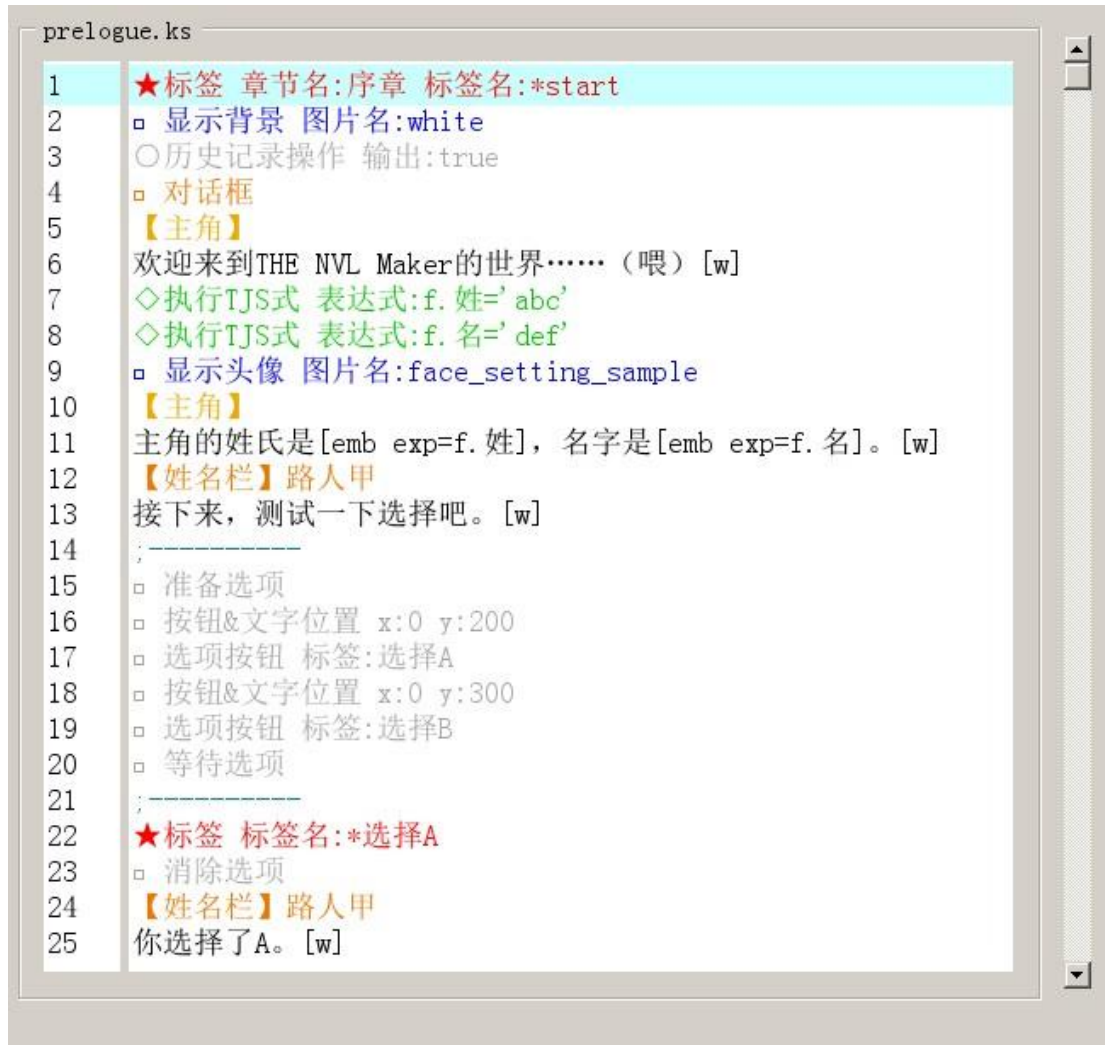 prelogue.ks
1 ★标签 章节名:序章 标签名:*start
2 □ 显示背景 图片名:white
3 ○历史记录操作 输出:true
4 □ 对话框
5 【主角】
6 欢迎来到THE NVL Maker的世界……（喂）[w]
7 ◇执行TJS式 表达式:f.姓='abc'
8 ◇执行TJS式 表达式:f.名='def'
9 □ 显示头像 图片名:face_setting_sample
10 【主角】
11 主角的姓氏是[emb exp=f.姓]，名字是[emb exp=f.名]。[w]
12 【姓名栏】路人甲
13 接下来，测试一下选择吧。[w]
14 ;----------
15 □ 准备选项
16 □ 按钮&文字位置 x:0 y:200
17 □ 选项按钮 标签:选择A
18 □ 按钮&文字位置 x:0 y:300
19 □ 选项按钮 标签:选择B
20 □ 等待选项
21 ;----------
22 ★标签 标签名:*选择A
23 □ 消除选项
24 【姓名栏】路人甲
25 你选择了A。[w]